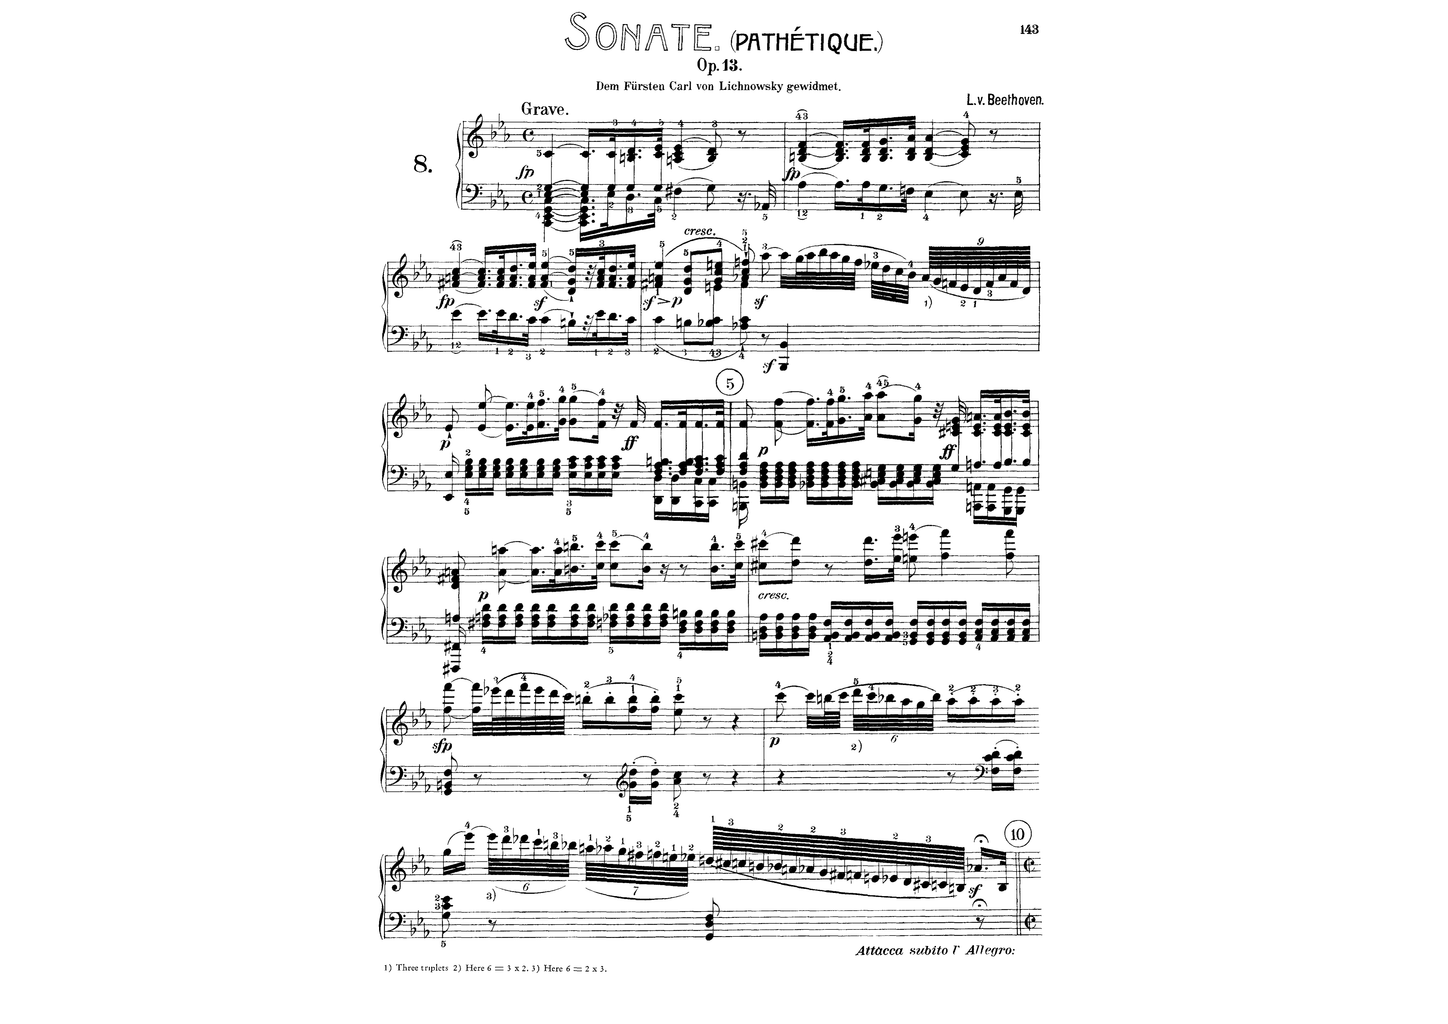 143
SONATE. (PATHÉTIQUE.)
Op. 13.
Dem Fürsten Carl von Lichnowsky gewidmet.
L.v. Beethoven.
Grave.
8.
fp
fp
cresc.
fp
sf
sf > p
sf
9
1)
sf
5
p
ff
p
ff
p
cresc.
sfp
p
2)
6
10
3)
6
7
sf
Attacca subito l' Allegro:
1) Three triplets 2) Here 6 = 3 x 2. 3) Here 6 = 2 x 3.